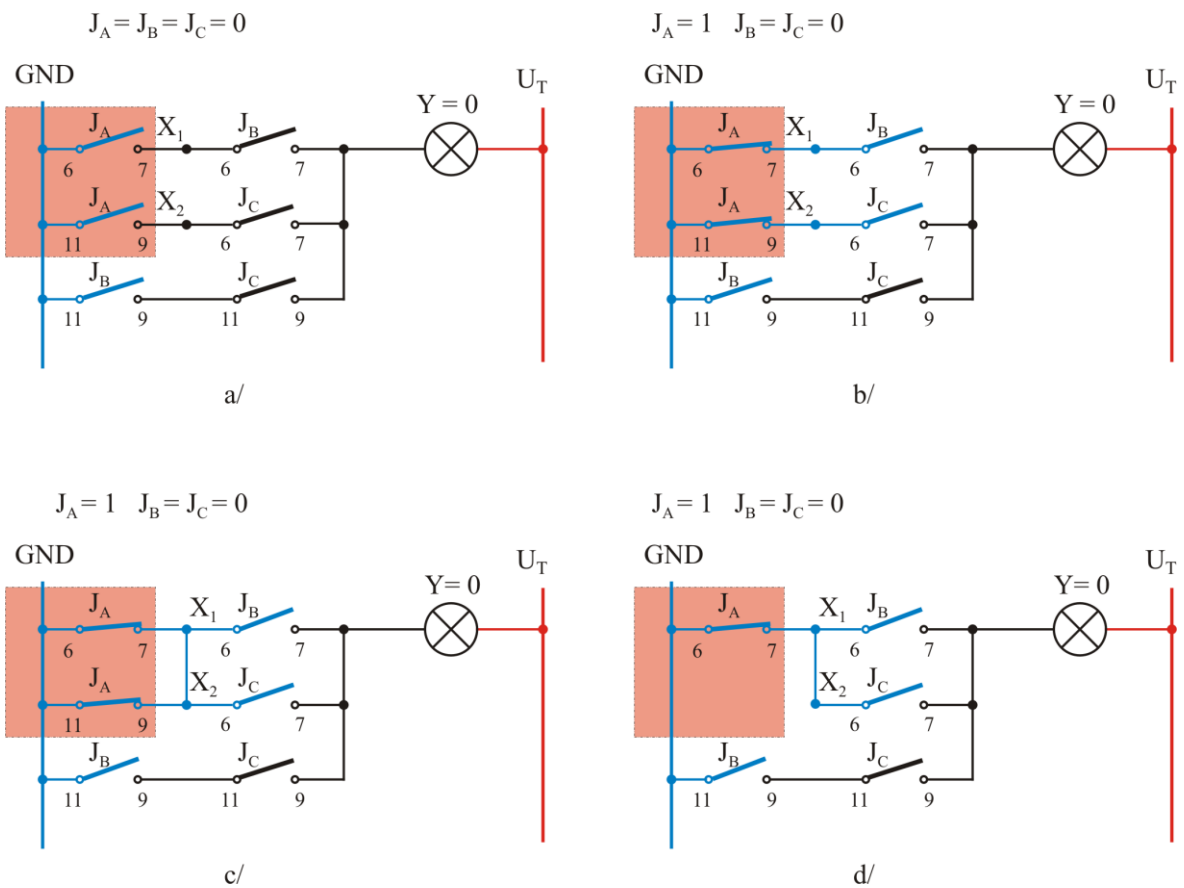 J_A = J_B = J_C = 0
GND
U_T
Y = 0
J_A X_1 J_B
6 7 6 7
J_A X_2 J_C
11 9 6 7
J_B J_C
11 9 11 9
a/
J_A = 1 J_B = J_C = 0
GND
U_T
Y = 0
J_A X_1 J_B
6 7 6 7
J_A X_2 J_C
11 9 6 7
J_B J_C
11 9 11 9
b/
J_A = 1 J_B = J_C = 0
GND
U_T
Y= 0
J_A X_1 J_B
6 7 6 7
J_A X_2 J_C
11 9 6 7
J_B J_C
11 9 11 9
c/
J_A = 1 J_B = J_C = 0
GND
U_T
Y = 0
J_A X_1 J_B
6 7 6 7
X_2 J_C
6 7
J_B J_C
11 9 11 9
d/